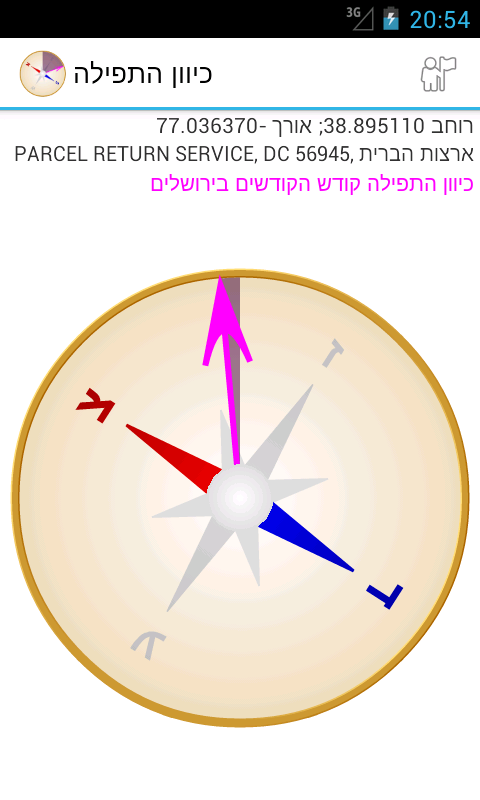 3G
20:54
כיוון התפילה
רוחב 38.895110; אורך -77.036370
PARCEL RETURN SERVICE, DC 56945, ארצות הברית
כיוון התפילה קודש הקודשים בירושלים
צ
מ
ד
מ